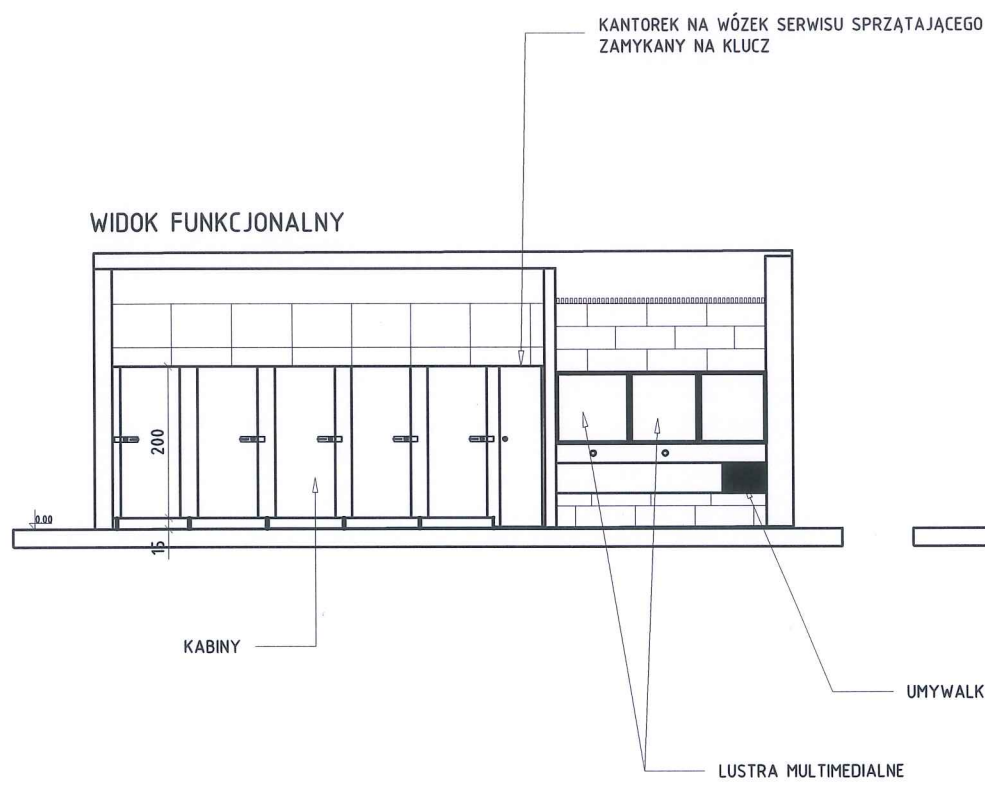 KANTOREK NA WÓZEK SERWISU SPRZĄTAJĄCEGO
ZAMYKANY NA KLUCZ
WIDOK FUNKCJONALNY
200
0.00
15
KABINY
UMYWALK
LUSTRA MULTIMEDIALNE